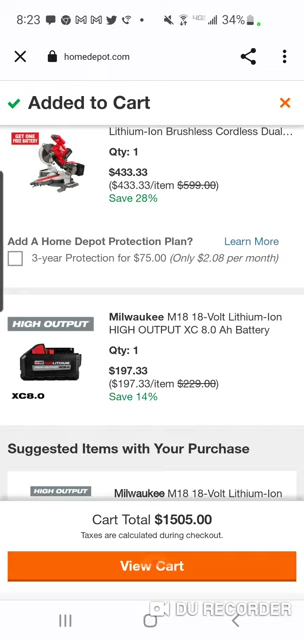 8:23
34%
homedepot.com
Added to Cart
GET ONE
FREE BATTERY
Lithium-Ion Brushless Cordless Dual...
Qty: 1
$433.33
($433.33/item $599.00)
Save 28%
Add A Home Depot Protection Plan? Learn More
3-year Protection for $75.00 (Only $2.08 per month)
HIGH OUTPUT
XC8.0
Milwaukee M18 18-Volt Lithium-Ion
HIGH OUTPUT XC 8.0 Ah Battery
Qty: 1
$197.33
($197.33/item $229.00)
Save 14%
Suggested Items with Your Purchase
HIGH OUTPUT
Milwaukee M18 18-Volt Lithium-Ion
Cart Total $1505.00
Taxes are calculated during checkout.
View Cart
DU RECORDER